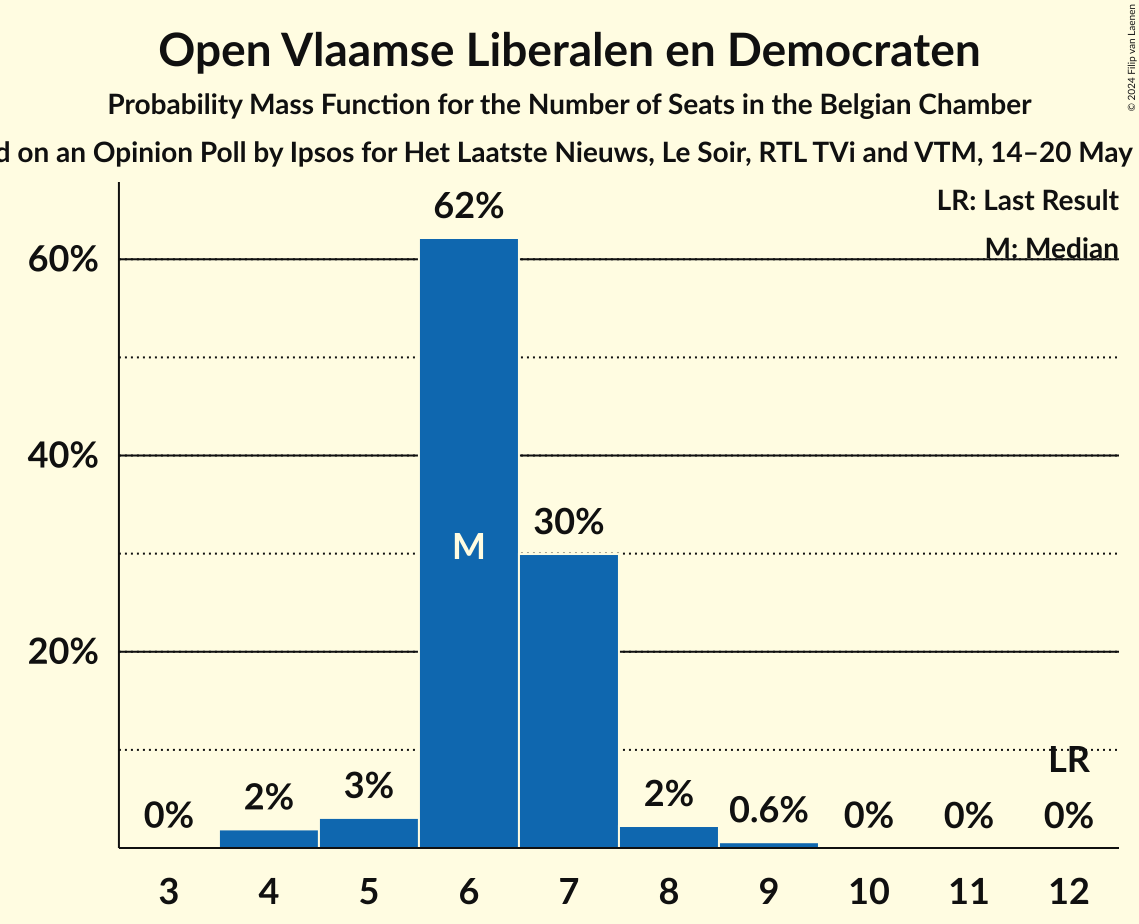 Open Vlaamse Liberalen en Democraten
Probability Mass Function for the Number of Seats in the Belgian Chamber
on an Opinion Poll by Ipsos for Het Laatste Nieuws, Le Soir, RTL TVi and VTM, 14–20 May
© 2024 Filip van Laenen
LR: Last Result
M: Median
62%
60%
40%
30%
M
20%
LR
0% 2% 3% 2% 0.6% 0% 0% 0%
3 4 5 6 7 8 9 10 11 12